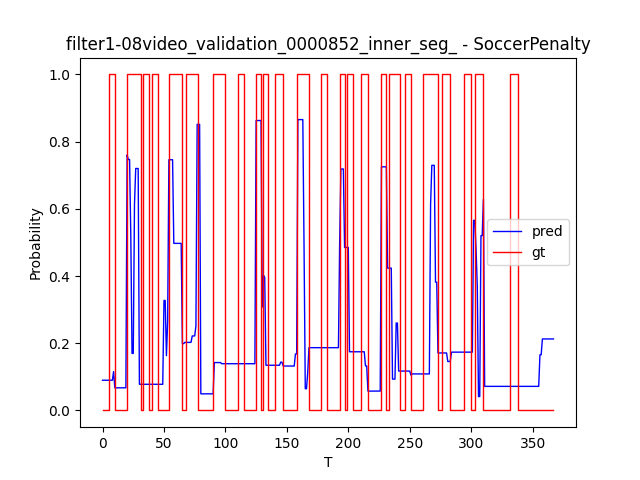 filter1-08video_validation_0000852_inner_seg_ - SoccerPenalty
1.0
0.8
0.6
0.4
0.2
0.0
Probability
pred
gt
0 50 100 150 200 250 300 350
T